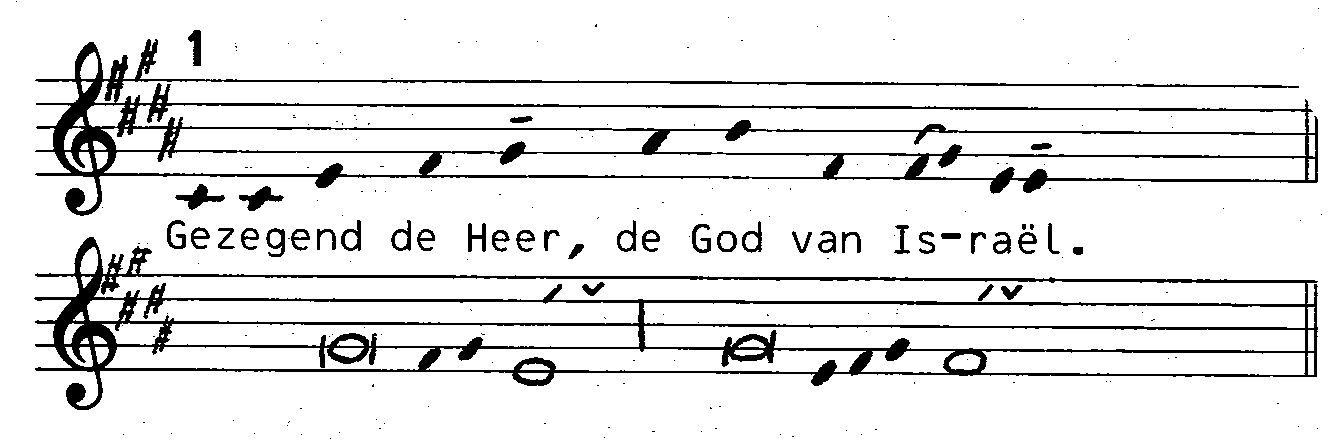 1
Gezegend de Heer, de God van Is-raël.